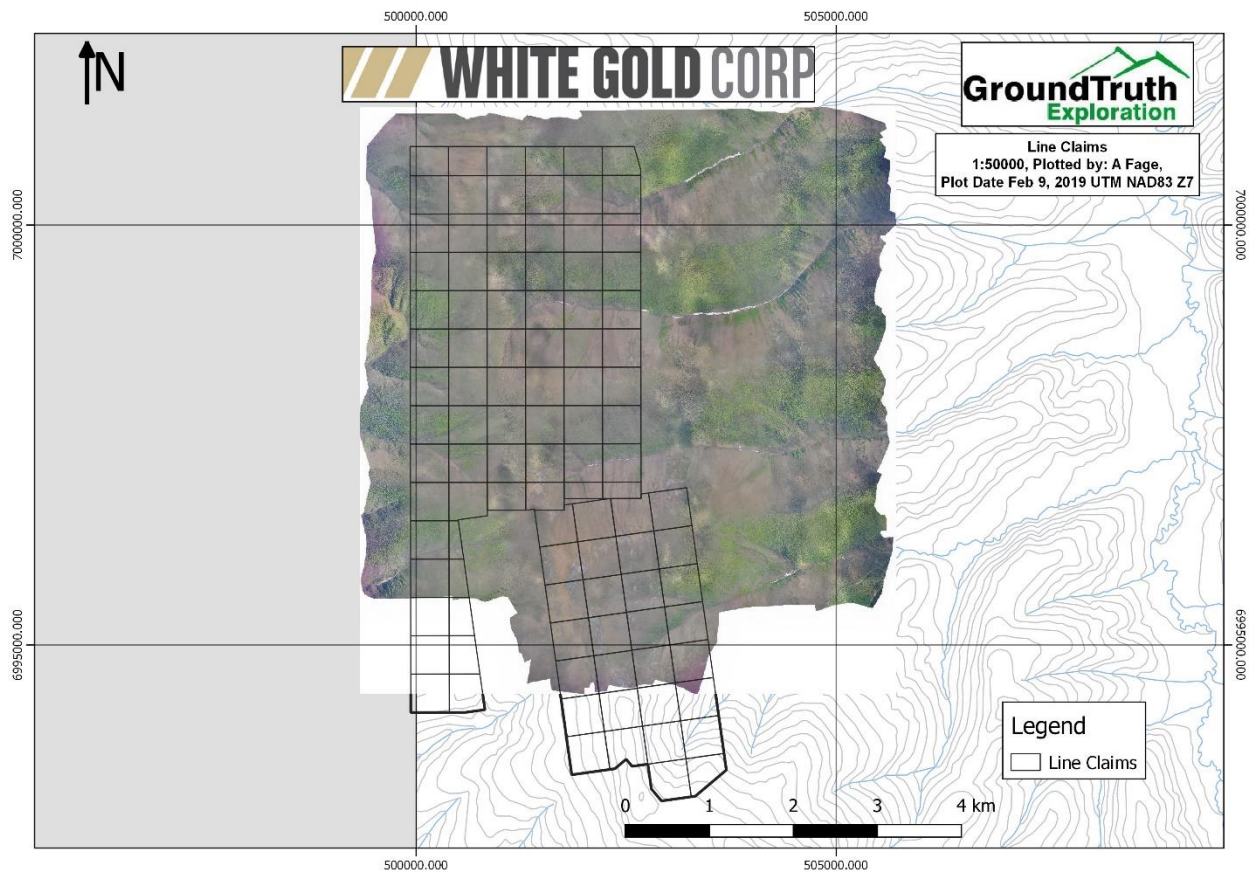 500000.000
505000.000
N
WHITE GOLD CORP
GroundTruth
Exploration
Line Claims
1:50000, Plotted by: A Fage,
Plot Date Feb 9, 2019 UTM NAD83 Z7
7000000.000
7000000.000
6995000.000
6995000.000
Legend
Line Claims
0 1 2 3 4 km
500000.000
505000.000